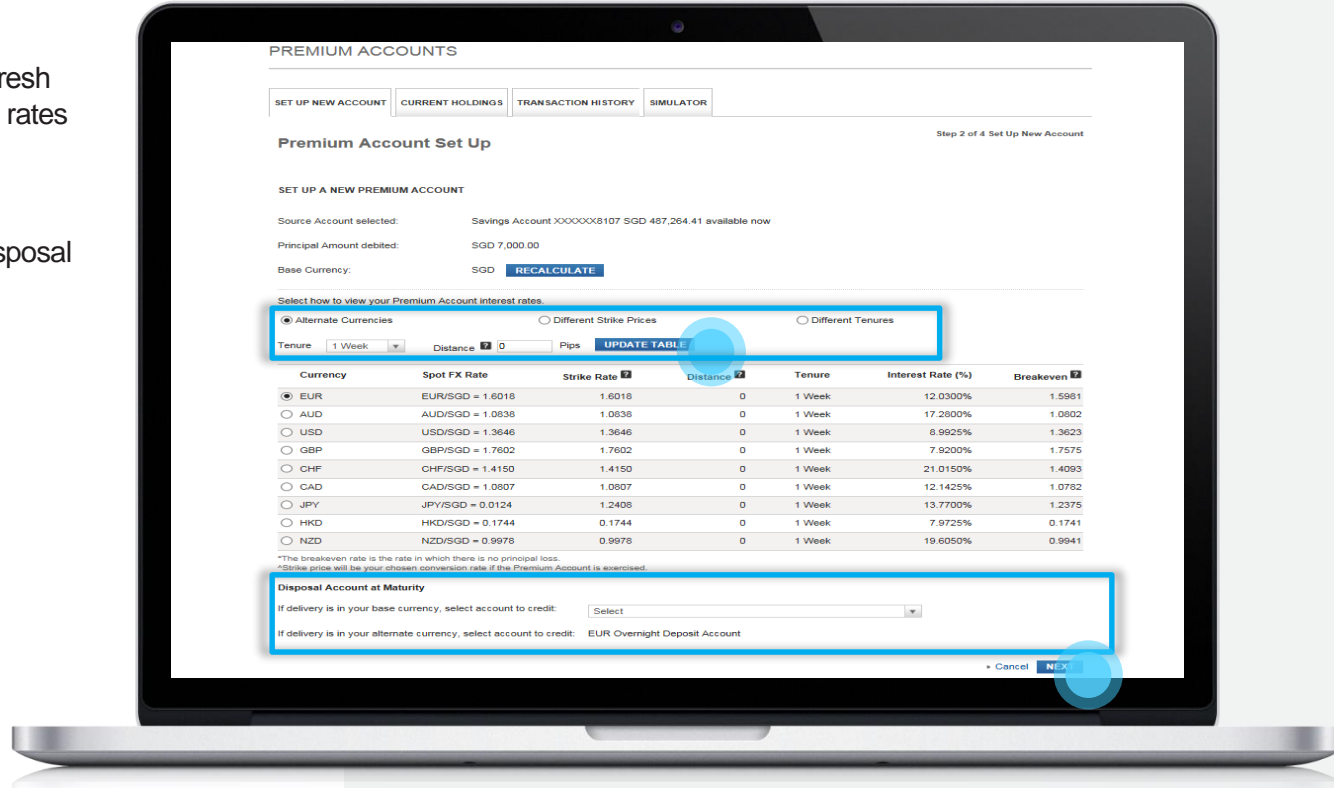 resh
rates
sposal
PREMIUM ACCOUNTS
SET UP NEW ACCOUNT CURRENT HOLDINGS TRANSACTION HISTORY SIMULATOR
Step 2 of 4 Set Up New Account
Premium Account Set Up
SET UP A NEW PREMIUM ACCOUNT
Source Account selected: Savings Account XXXXXX8107 SGD 487,264.41 available now
Principal Amount debited: SGD 7,000.00
Base Currency: SGD RECALCULATE
Select how to view your Premium Account interest rates.
Alternate Currencies Different Strike Prices Different Tenures
Tenure 1 Week Distance ? 0 Pips UPDATE TABLE
Currency Spot FX Rate Strike Rate ? Distance ? Tenure Interest Rate (%) Breakeven ?
EUR EUR/SGD = 1.6018 1.6018 0 1 Week 12.0300% 1.5981
AUD AUD/SGD = 1.0838 1.0838 0 1 Week 17.2800% 1.0802
USD USD/SGD = 1.3646 1.3646 0 1 Week 8.9925% 1.3623
GBP GBP/SGD = 1.7602 1.7602 0 1 Week 7.9200% 1.7575
CHF CHF/SGD = 1.4150 1.4150 0 1 Week 21.0150% 1.4093
CAD CAD/SGD = 1.0807 1.0807 0 1 Week 12.1425% 1.0782
JPY JPY/SGD = 0.0124 1.2408 0 1 Week 13.7700% 1.2375
HKD HKD/SGD = 0.1744 0.1744 0 1 Week 7.9725% 0.1741
NZD NZD/SGD = 0.9978 0.9978 0 1 Week 19.6050% 0.9941
*The breakeven rate is the rate in which there is no principal loss.
^Strike price will be your chosen conversion rate if the Premium Account is exercised.
Disposal Account at Maturity
If delivery is in your base currency, select account to credit: Select
If delivery is in your alternate currency, select account to credit: EUR Overnight Deposit Account
Cancel NEXT